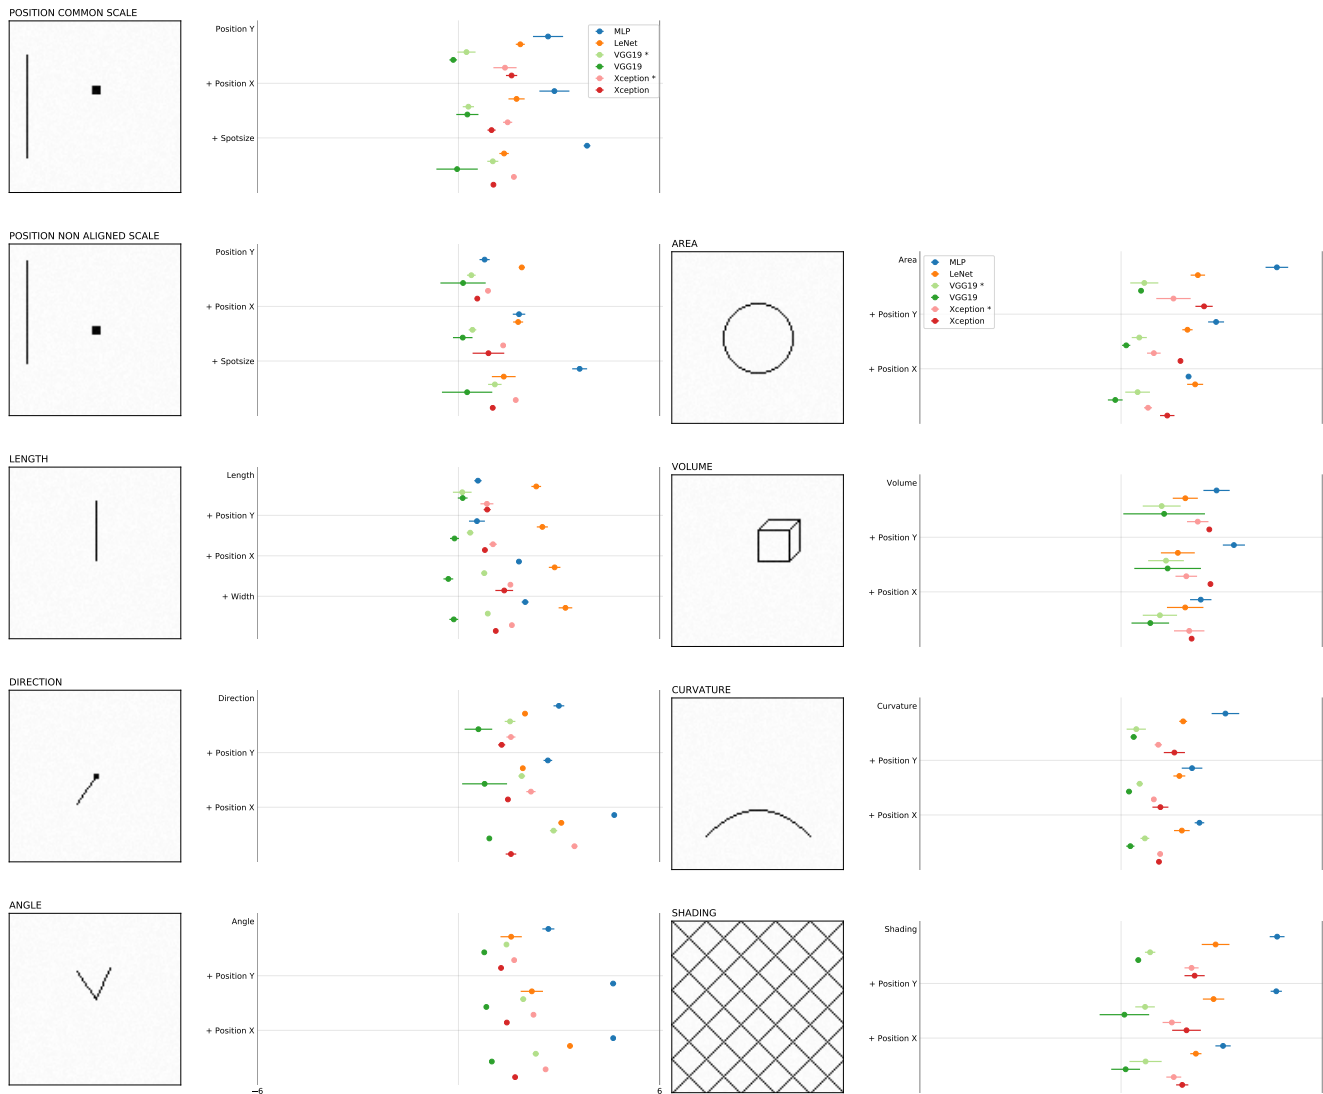 POSITION COMMON SCALE
Position Y
+ Position X
+ Spotsize
MLP
LeNet
VGG19 *
VGG19
Xception *
Xception
POSITION NON ALIGNED SCALE
Position Y
+ Position X
+ Spotsize
AREA
Area
+ Position Y
+ Position X
MLP
LeNet
VGG19 *
VGG19
Xception *
Xception
LENGTH
Length
+ Position Y
+ Position X
+ Width
VOLUME
Volume
+ Position Y
+ Position X
DIRECTION
Direction
+ Position Y
+ Position X
CURVATURE
Curvature
+ Position Y
+ Position X
ANGLE
Angle
+ Position Y
+ Position X
−6
6
SHADING
Shading
+ Position Y
+ Position X